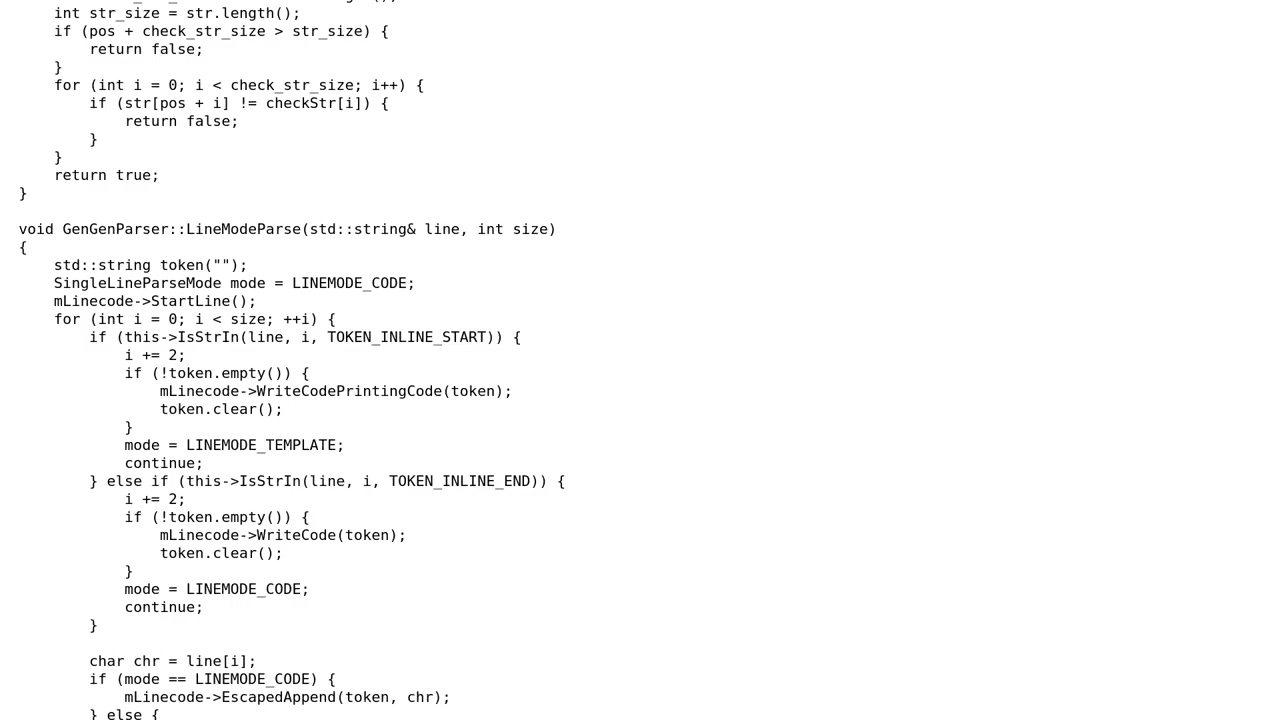 int str_size = str.length();
    if (pos + check_str_size > str_size) {
        return false;
    }
    for (int i = 0; i < check_str_size; i++) {
        if (str[pos + i] != checkStr[i]) {
            return false;
        }
    }
    return true;
}

void GenGenParser::LineModeParse(std::string& line, int size)
{
    std::string token("");
    SingleLineParseMode mode = LINEMODE_CODE;
    mLinecode->StartLine();
    for (int i = 0; i < size; ++i) {
        if (this->IsStrIn(line, i, TOKEN_INLINE_START)) {
            i += 2;
            if (!token.empty()) {
                mLinecode->WriteCodePrintingCode(token);
                token.clear();
            }
            mode = LINEMODE_TEMPLATE;
            continue;
        } else if (this->IsStrIn(line, i, TOKEN_INLINE_END)) {
            i += 2;
            if (!token.empty()) {
                mLinecode->WriteCode(token);
                token.clear();
            }
            mode = LINEMODE_CODE;
            continue;
        }

        char chr = line[i];
        if (mode == LINEMODE_CODE) {
            mLinecode->EscapedAppend(token, chr);
        } else {